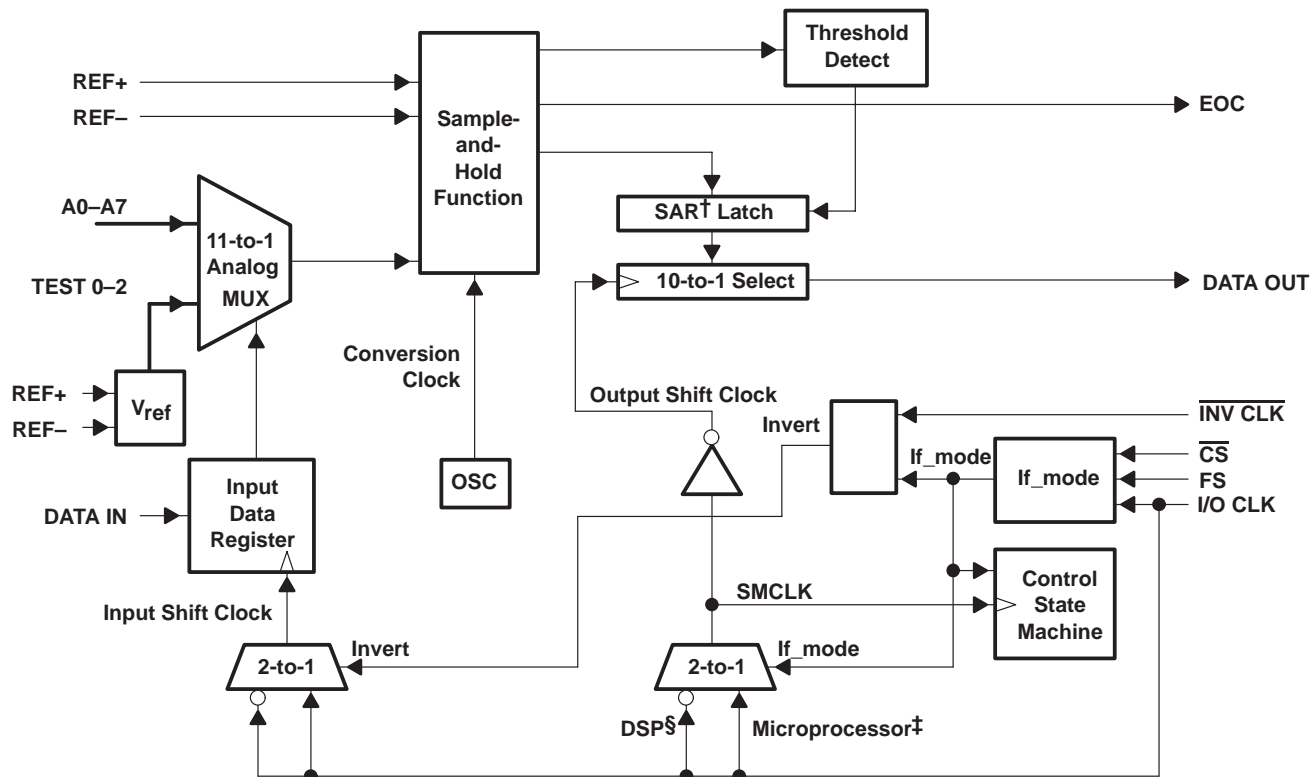 Threshold
Detect
REF+
REF–
EOC
Sample-
and-
Hold
Function
A0–A7
SAR† Latch
11-to-1
Analog
MUX
TEST 0–2
10-to-1 Select
DATA OUT
Conversion
Clock
REF+
REF–
Vref
Output Shift Clock
Invert
INV CLK
CS
FS
I/O CLK
If_mode
If_mode
OSC
DATA IN
Input
Data
Register
Input Shift Clock
SMCLK
Control
State
Machine
2-to-1
Invert
2-to-1
If_mode
DSP§
Microprocessor‡